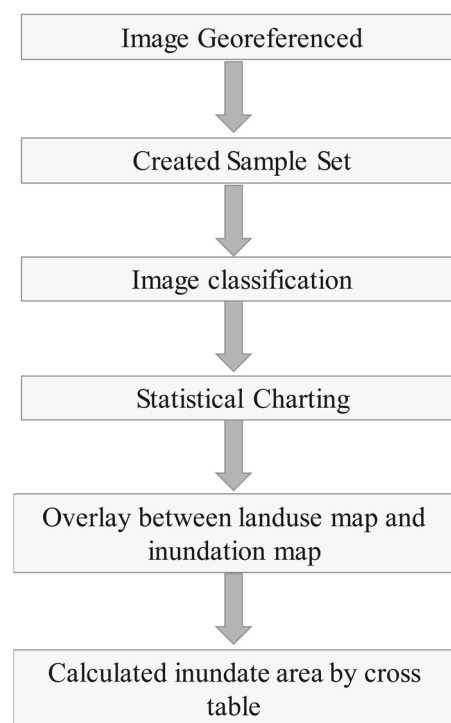 Image Georeferenced
Created Sample Set
Image classification
Statistical Charting
Overlay between landuse map and
inundation map
Calculated inundate area by cross
table